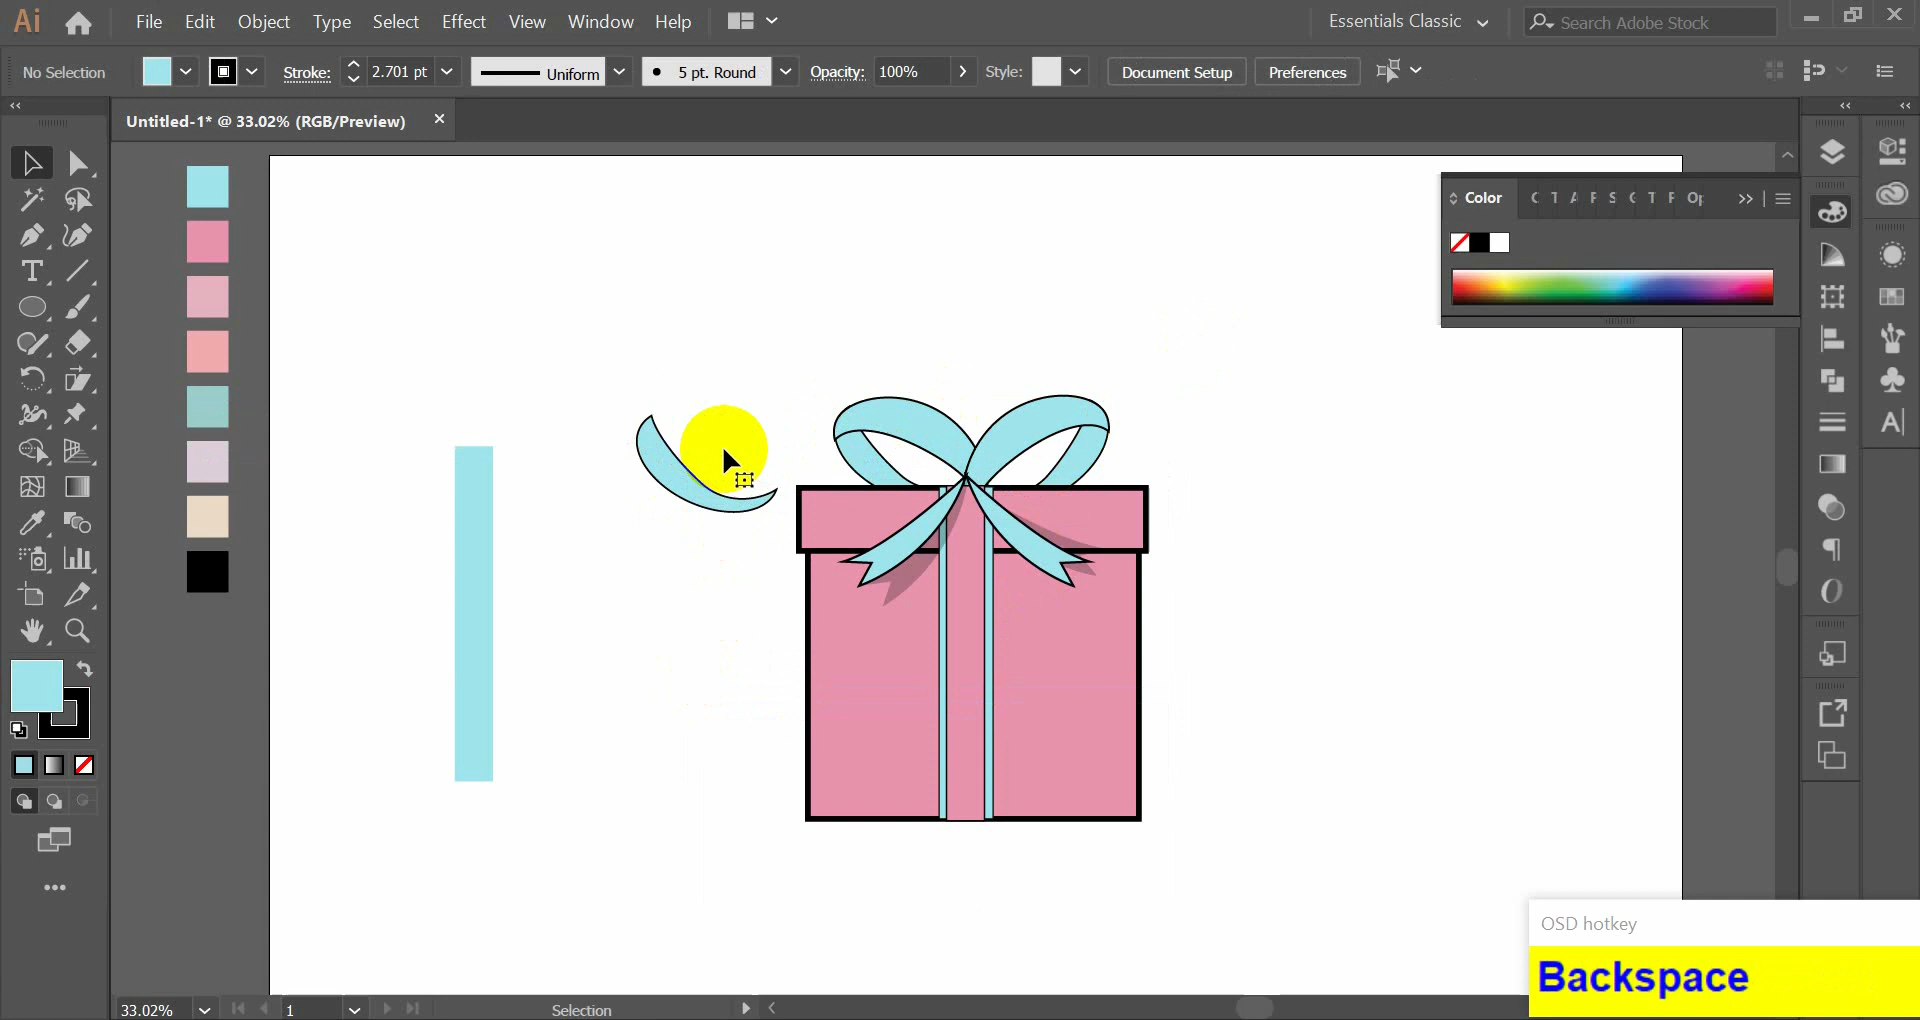 Ai File Edit Object Type Select Effect View Window Help Essentials Classic Search Adobe Stock
No Selection Stroke: 2.701 pt Uniform 5 pt. Round Opacity: 100% Style: Document Setup Preferences
Untitled-1* @ 33.02% (RGB/Preview)
Color C T A F S G T F Op
OSD hotkey
Backspace
33.02% 1 Selection